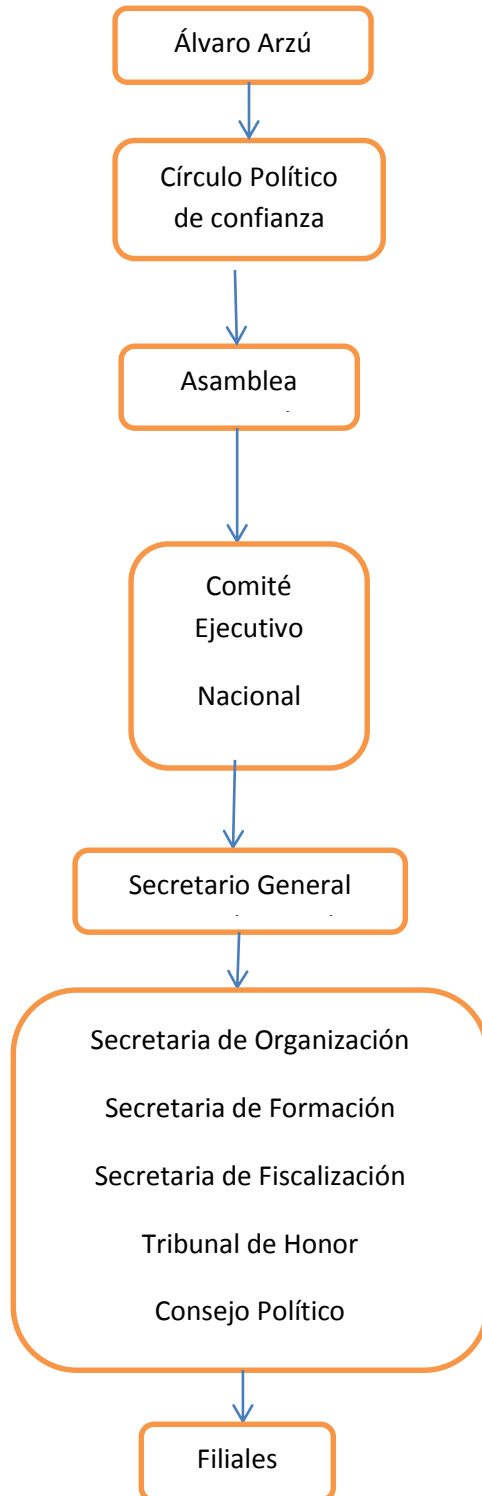 Álvaro Arzú
Círculo Político
de confianza
Asamblea
Comité
Ejecutivo
Nacional
Secretario General
Secretaria de Organización
Secretaria de Formación
Secretaria de Fiscalización
Tribunal de Honor
Consejo Político
Filiales